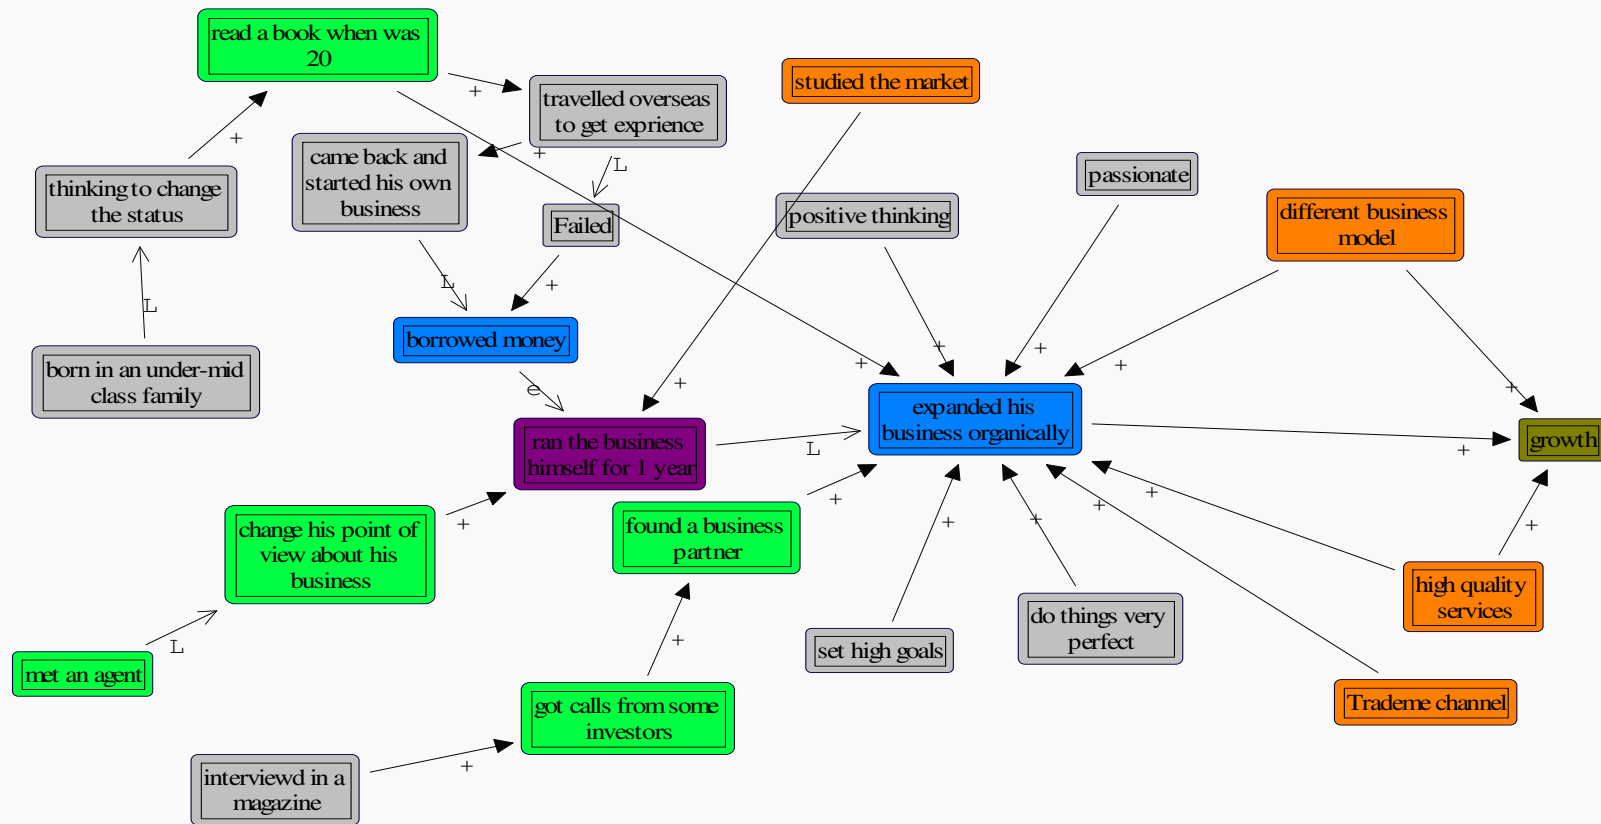 read a book when was
20
travelled overseas
to get exprience
studied the market
+
+
+
came back and
started his own
business
L
passionate
thinking to change
the status
positive thinking
different business
model
Failed
L
+
L
borrowed money
+
+
+
+
born in an under-mid
class family
e
+
+
expanded his
business organically
ran the business
himself for 1 year
L
+
growth
change his point of
view about his
business
+
found a business
partner
+
+
+
+
+
+
high quality
services
do things very
perfect
met an agent
L
+
set high goals
got calls from some
investors
Trademe channel
interviewd in a
magazine
+